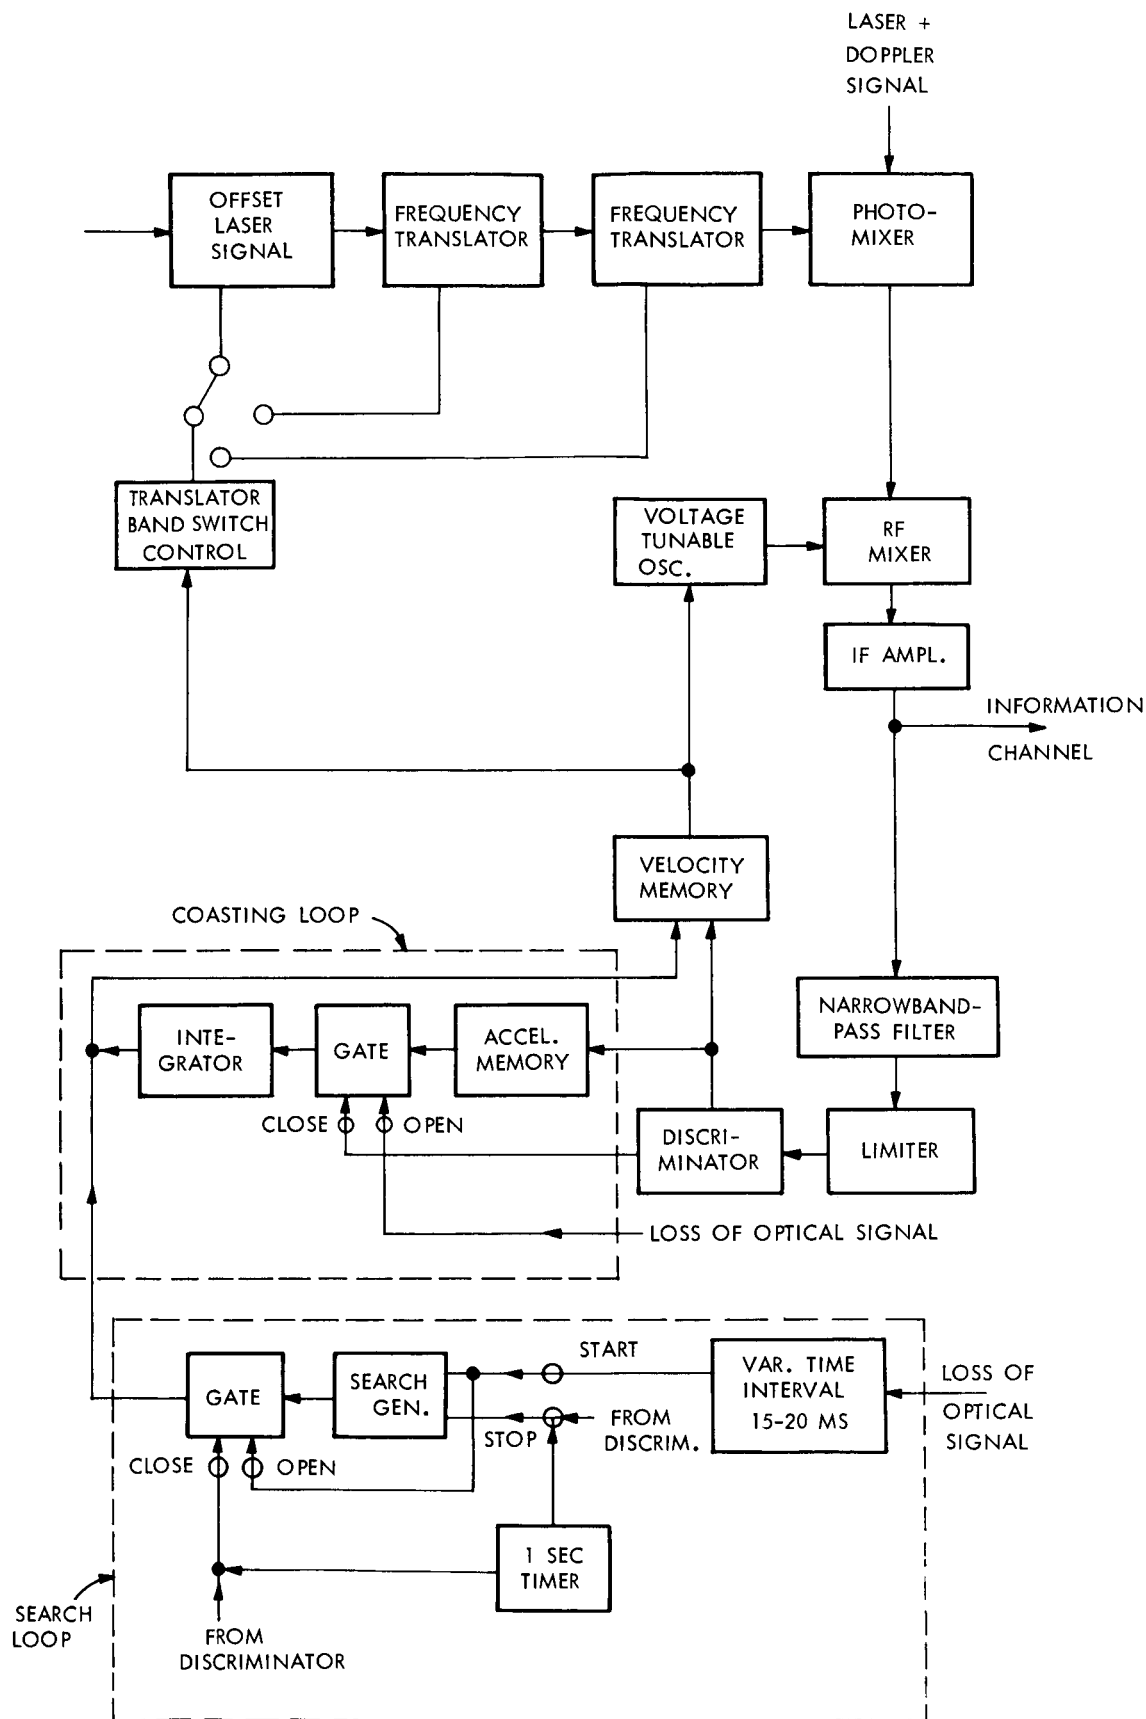 LASER +
DOPPLER
SIGNAL
OFFSET
LASER
SIGNAL
FREQUENCY
TRANSLATOR
FREQUENCY
TRANSLATOR
PHOTO-
MIXER
TRANSLATOR
BAND SWITCH
CONTROL
VOLTAGE
TUNABLE
OSC.
RF
MIXER
IF AMPL.
INFORMATION
CHANNEL
VELOCITY
MEMORY
COASTING LOOP
NARROWBAND-
PASS FILTER
INTE-
GRATOR
GATE
ACCEL.
MEMORY
CLOSE
OPEN
DISCRI-
MINATOR
LIMITER
LOSS OF OPTICAL SIGNAL
START
VAR. TIME
INTERVAL
15-20 MS
LOSS OF
OPTICAL
SIGNAL
GATE
SEARCH
GEN.
STOP
FROM
DISCRIM.
CLOSE
OPEN
1 SEC
TIMER
SEARCH
LOOP
FROM
DISCRIMINATOR